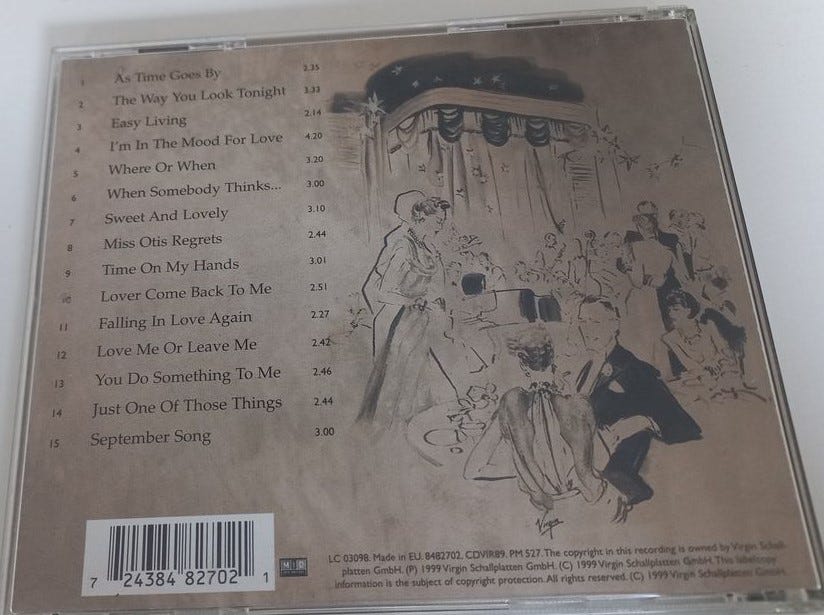 1 As Time Goes By 2.35
2 The Way You Look Tonight 3.33
3 Easy Living 2.14
4 I'm In The Mood For Love 4.20
5 Where Or When 3.20
6 When Somebody Thinks... 3.00
7 Sweet And Lovely 3.10
8 Miss Otis Regrets 2.44
9 Time On My Hands 3.01
10 Lover Come Back To Me 2.51
11 Falling In Love Again 2.27
12 Love Me Or Leave Me 2.42
13 You Do Something To Me 2.46
14 Just One Of Those Things 2.44
15 September Song 3.00
Virgin
7 24384 82702 1
LC 03098. Made in EU. 8482702. CDVIR89. PM 527. The copyright in this recording is owned by Virgin Schall-
platten GmbH. (P) 1999 Virgin Schallplatten GmbH. (C) 1999 Virgin Schallplatten GmbH. This labelcopy
information is the subject of copyright protection. All rights reserved. (C) 1999 Virgin Schallplatten GmbH.